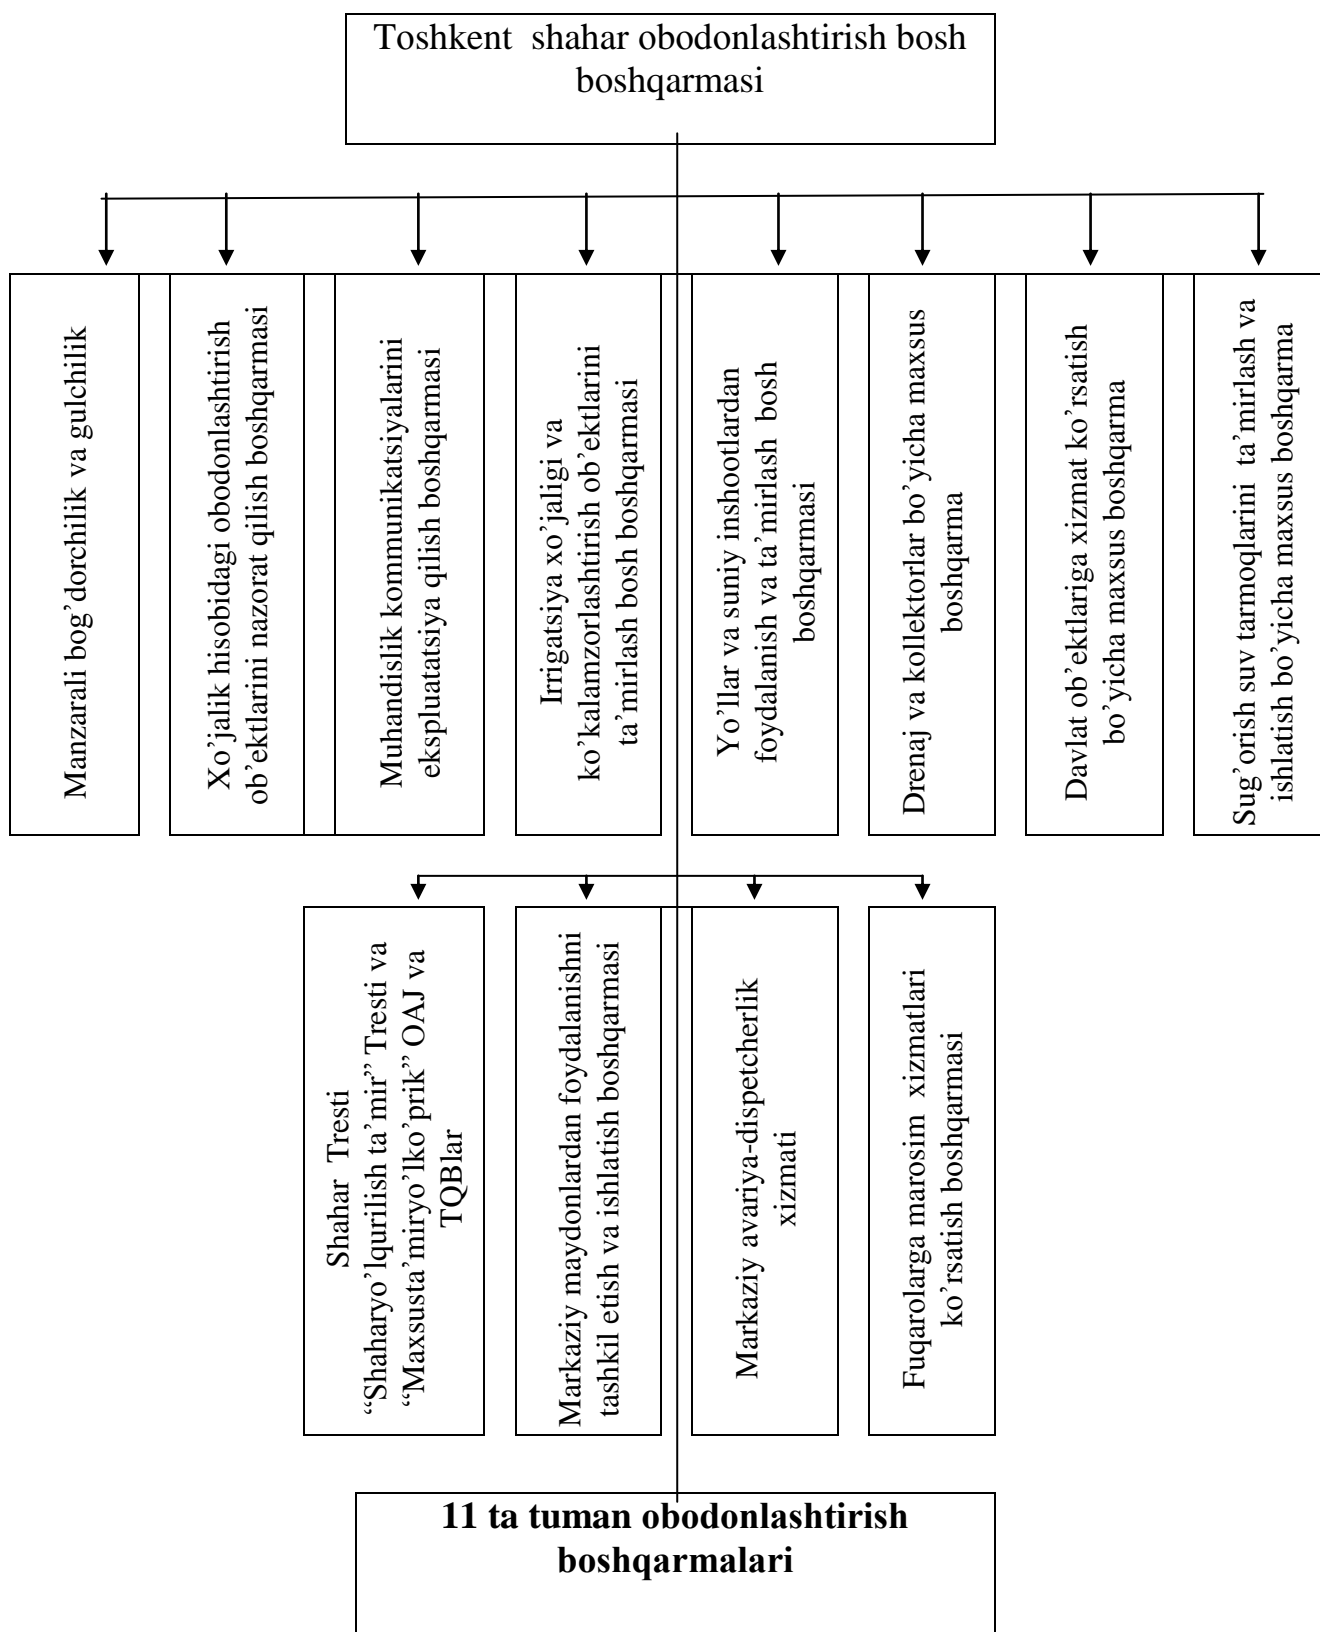 Toshkent shahar obodonlashtirish bosh
boshqarmasi
Manzarali bog’dorchilik va gulchilik
Xo’jalik hisobidagi obodonlashtirish
ob’ektlarini nazorat qilish boshqarmasi
Muhandislik kommunikatsiyalarini
ekspluatatsiya qilish boshqarmasi
Irrigatsiya xo’jaligi va
ko’kalamzorlashtirish ob’ektlarini
ta’mirlash bosh boshqarmasi
Yo’llar va suniy inshootlardan
foydalanish va ta’mirlash bosh
boshqarmasi
Drenaj va kollektorlar bo’yicha maxsus
boshqarma
Davlat ob’ektlariga xizmat ko’rsatish
bo’yicha maxsus boshqarma
Sug’orish suv tarmoqlarini ta’mirlash va
ishlatish bo’yicha maxsus boshqarma
Shahar Tresti
“Shaharyo’lqurilish ta’mir” Tresti va
“Maxsusta’miryo’lko’prik” OAJ va
TQBlar
Markaziy maydonlardan foydalanishni
tashkil etish va ishlatish boshqarmasi
Markaziy avariya-dispetcherlik
xizmati
Fuqarolarga marosim xizmatlari
ko’rsatish boshqarmasi
11 ta tuman obodonlashtirish
boshqarmalari